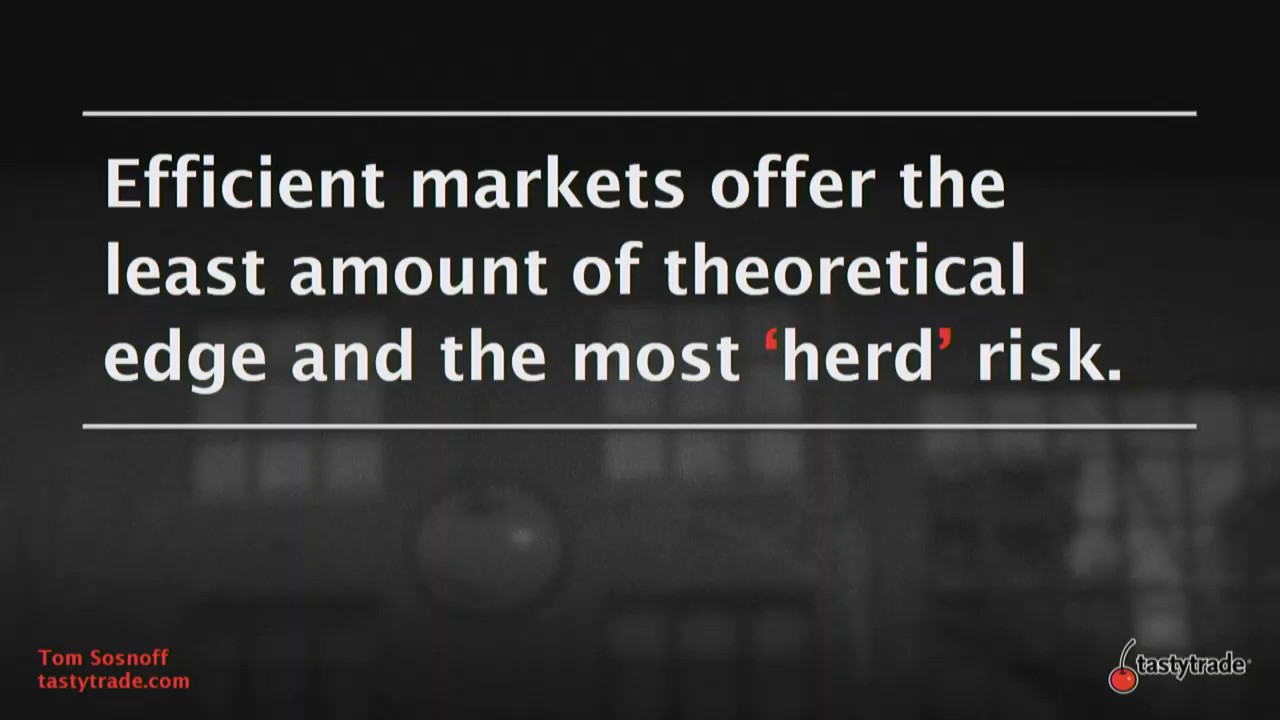 Efficient markets offer the
least amount of theoretical
edge and the most ‘herd’ risk.
Tom Sosnoff
tastytrade.com
tastytrade